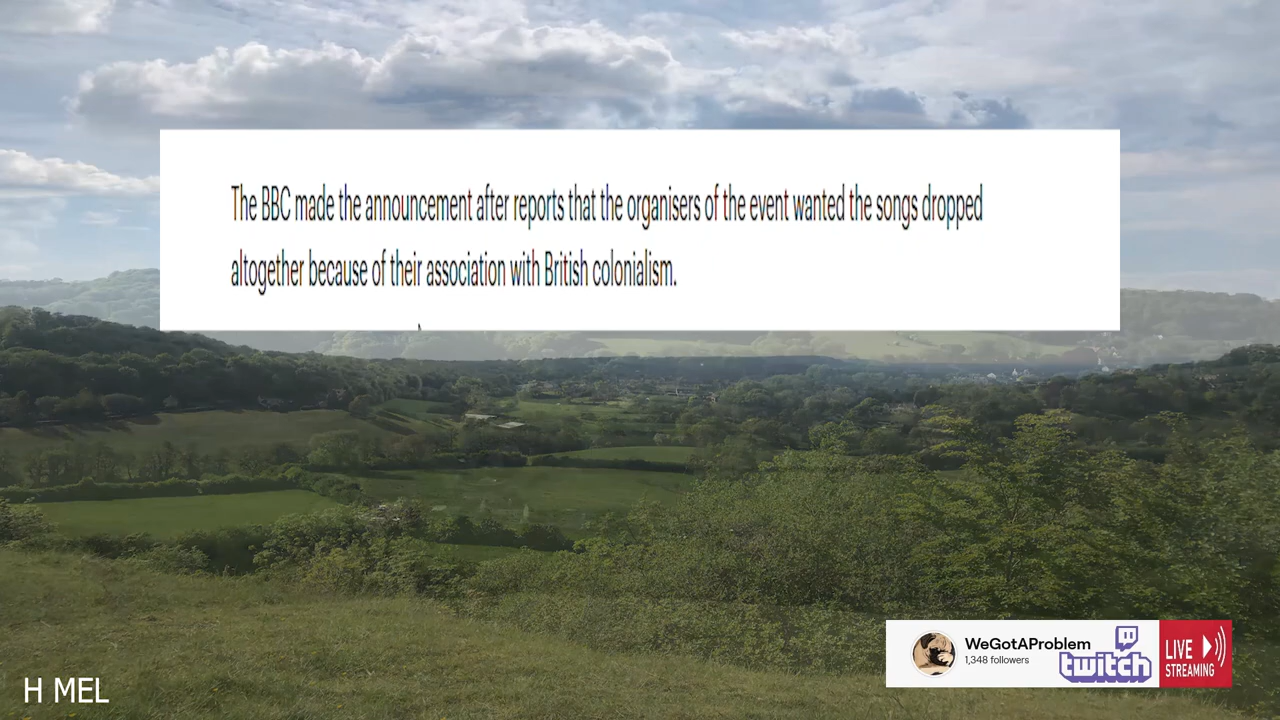 The BBC made the announcement after reports that the organisers of the event wanted the songs dropped
altogether because of their association with British colonialism.
WeGotAProblem
1,348 followers
twitch
LIVE
STREAMING
H MEL